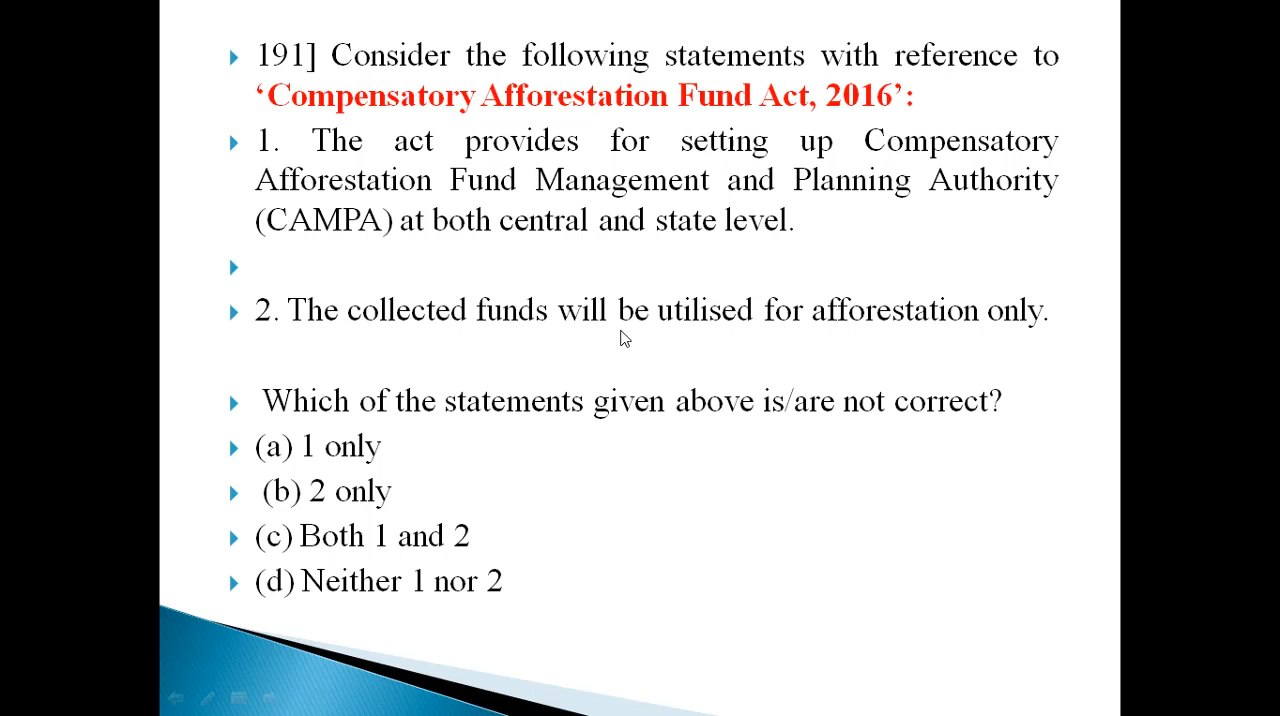 191] Consider the following statements with reference to
‘Compensatory Afforestation Fund Act, 2016’:
1. The act provides for setting up Compensatory
Afforestation Fund Management and Planning Authority
(CAMPA) at both central and state level.
2. The collected funds will be utilised for afforestation only.
Which of the statements given above is/are not correct?
(a) 1 only
(b) 2 only
(c) Both 1 and 2
(d) Neither 1 nor 2